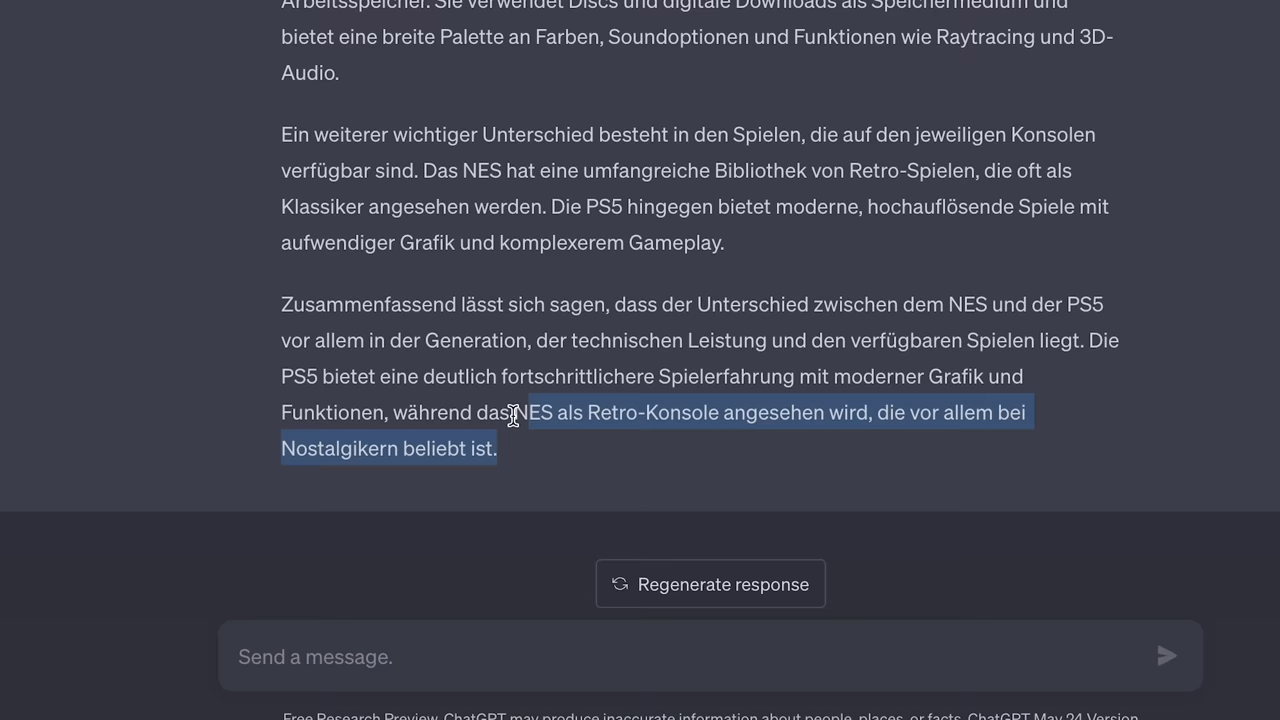 Arbeitsspeicher. Sie verwendet Discs und digitale Downloads als Speichermedium und
bietet eine breite Palette an Farben, Soundoptionen und Funktionen wie Raytracing und 3D-
Audio.
Ein weiterer wichtiger Unterschied besteht in den Spielen, die auf den jeweiligen Konsolen
verfügbar sind. Das NES hat eine umfangreiche Bibliothek von Retro-Spielen, die oft als
Klassiker angesehen werden. Die PS5 hingegen bietet moderne, hochauflösende Spiele mit
aufwendiger Grafik und komplexerem Gameplay.
Zusammenfassend lässt sich sagen, dass der Unterschied zwischen dem NES und der PS5
vor allem in der Generation, der technischen Leistung und den verfügbaren Spielen liegt. Die
PS5 bietet eine deutlich fortschrittlichere Spielerfahrung mit moderner Grafik und
Funktionen, während das NES als Retro-Konsole angesehen wird, die vor allem bei
Nostalgikern beliebt ist.
Regenerate response
Send a message.
Free Research Preview. ChatGPT may produce inaccurate information about people, places, or facts. ChatGPT May 24 Version